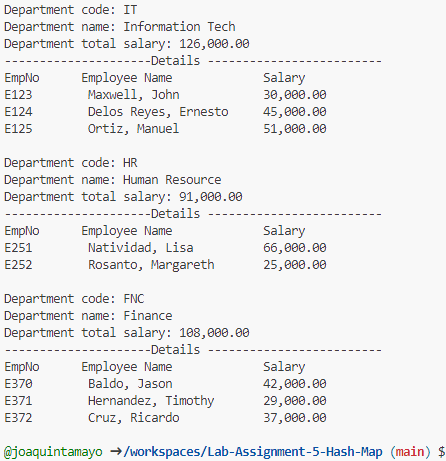 Department code: IT
Department name: Information Tech
Department total salary: 126,000.00
---------------------Details -------------------------
EmpNo Employee Name Salary
E123 Maxwell, John 30,000.00
E124 Delos Reyes, Ernesto 45,000.00
E125 Ortiz, Manuel 51,000.00
Department code: HR
Department name: Human Resource
Department total salary: 91,000.00
---------------------Details -------------------------
EmpNo Employee Name Salary
E251 Natividad, Lisa 66,000.00
E252 Rosanto, Margareth 25,000.00
Department code: FNC
Department name: Finance
Department total salary: 108,000.00
---------------------Details -------------------------
EmpNo Employee Name Salary
E370 Baldo, Jason 42,000.00
E371 Hernandez, Timothy 29,000.00
E372 Cruz, Ricardo 37,000.00
@joaquintamayo ➜/workspaces/Lab-Assignment-5-Hash-Map (main) $